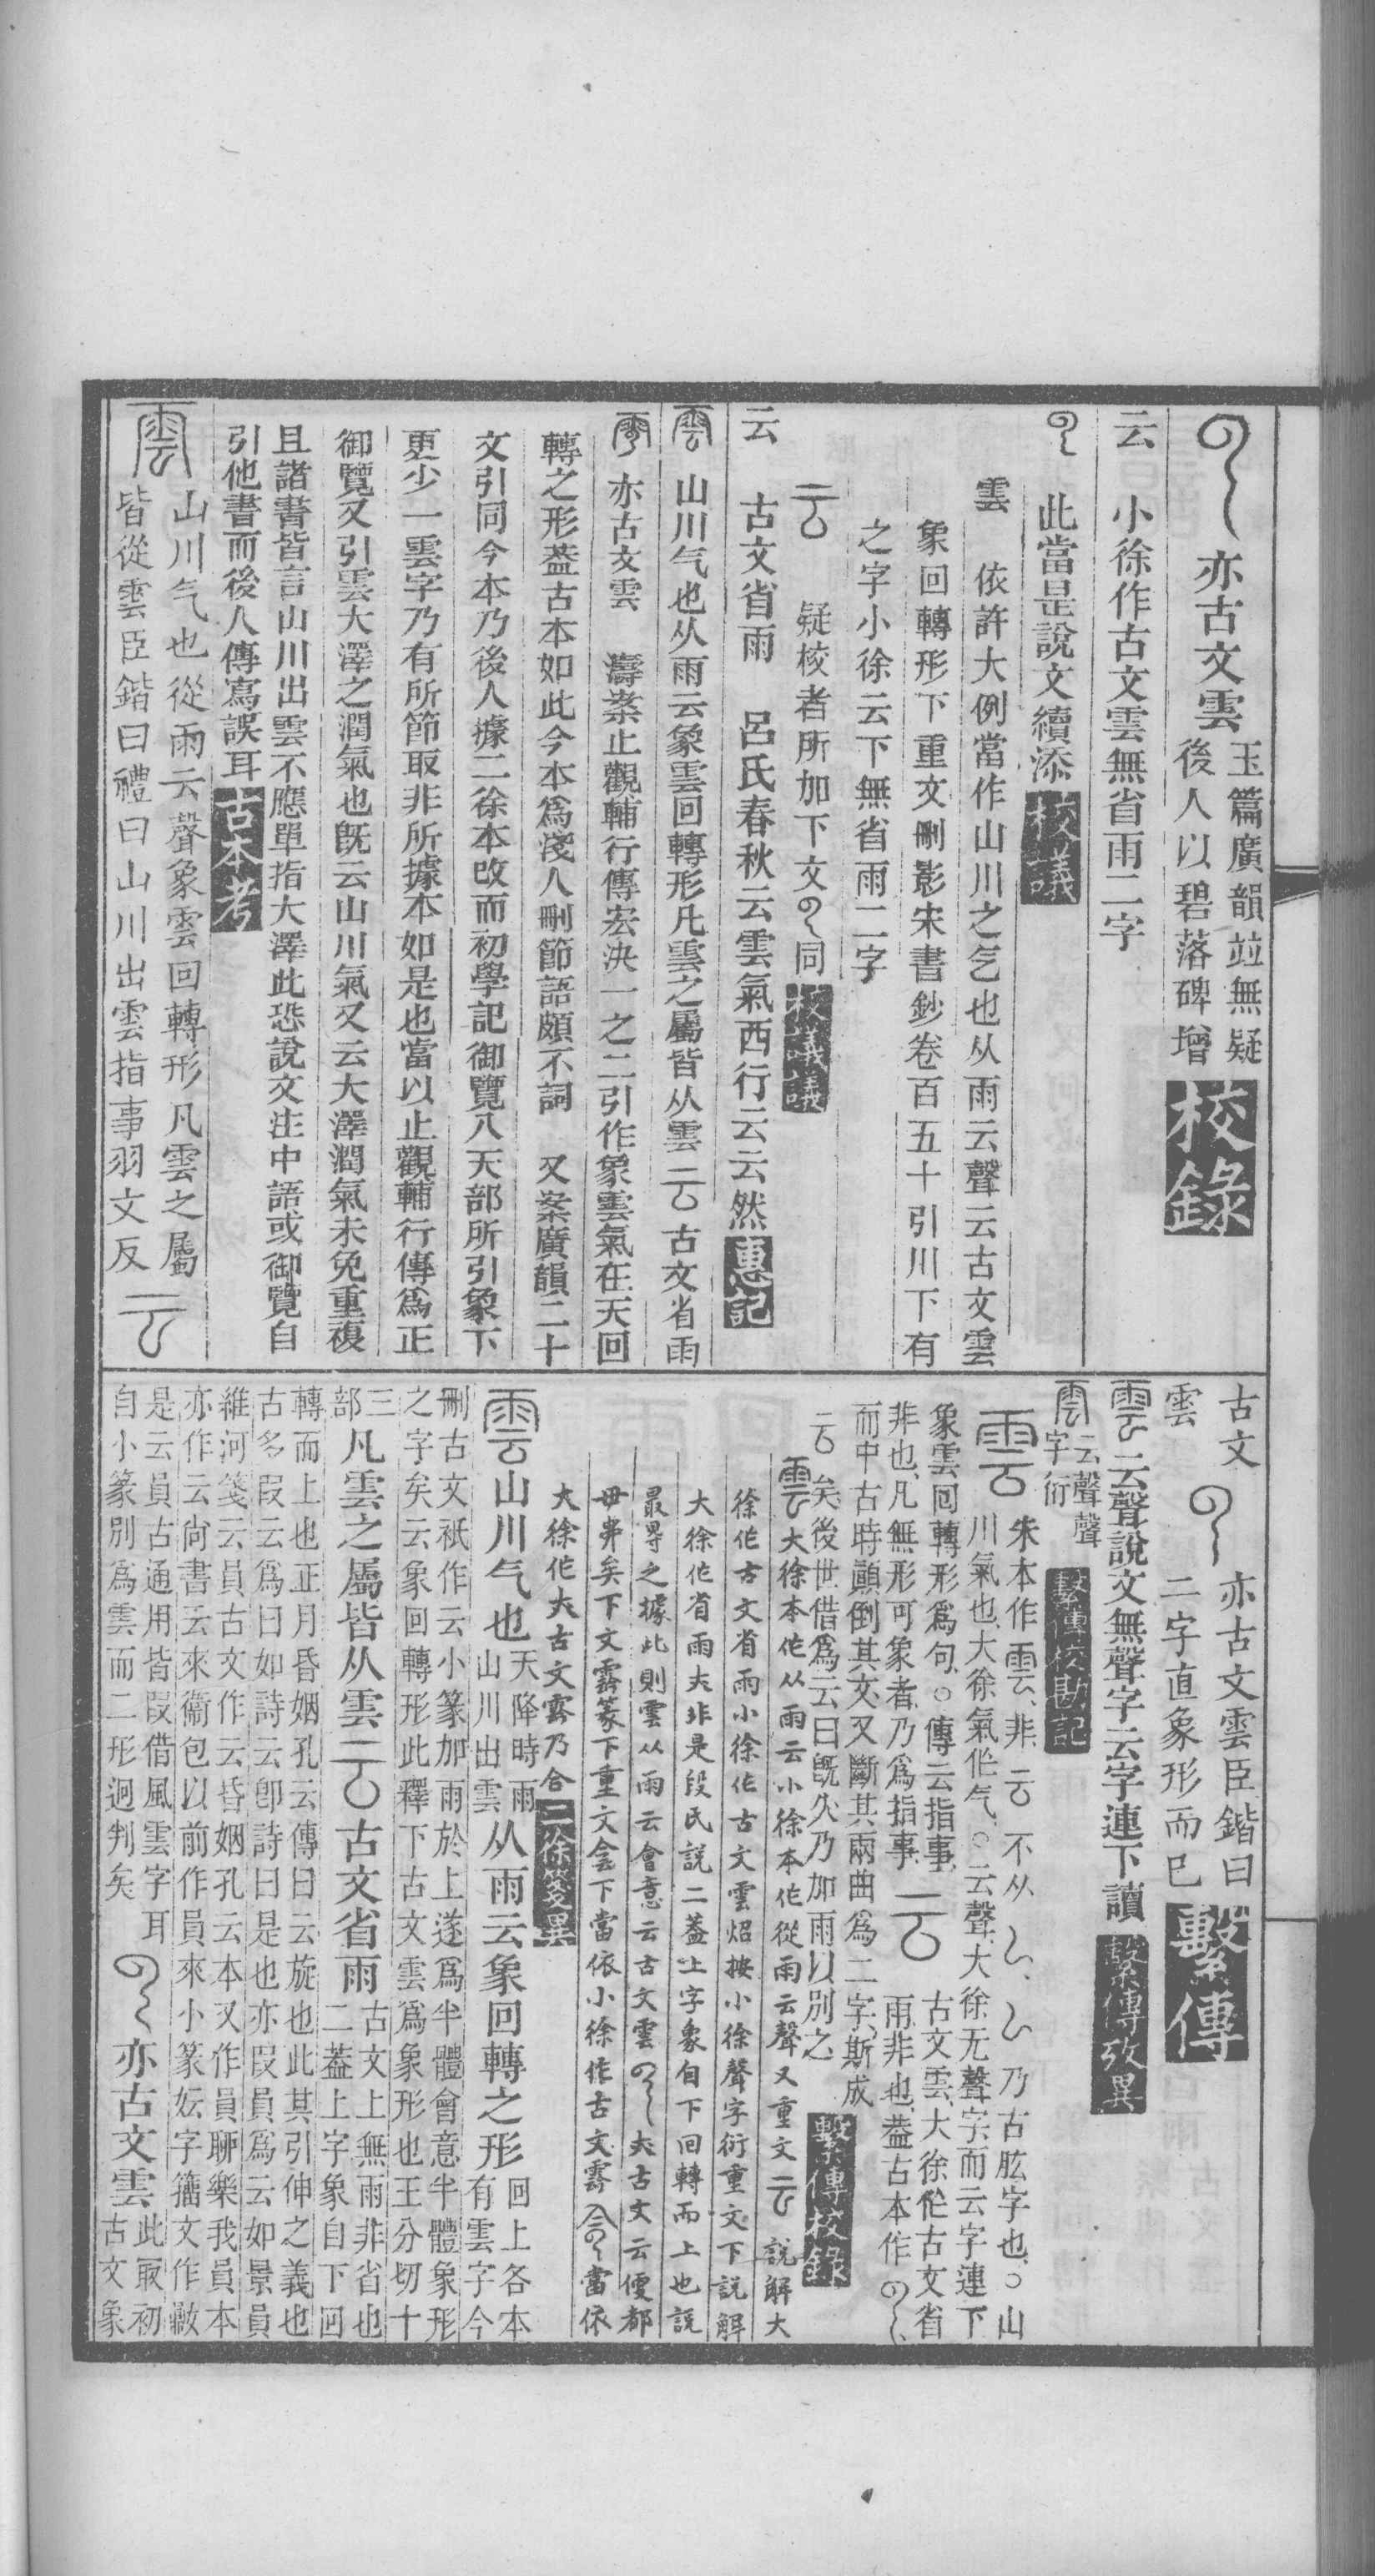 亦古文雲玉篇廣韻竝無疑後人以碧落碑增校錄
云 小徐作古文雲無省雨二字
此當是說文續添校議
雲 依許大例當作山川之气也从雨云聲云古文雲
象回轉形下重文刪影宋書鈔卷百五十引川下有
之字小徐云下無省雨二字
疑校者所加下文同校議議
云 古文省雨 呂氏春秋云雲氣西行云云然惠記
雲 山川气也从雨云象雲回轉形凡雲之屬皆从雲 古文省雨
亦古文雲 濤案止觀輔行傳宏決一之二引作象雲氣在天回
轉之形葢古本如此今本爲淺人刪節語頗不詞 又案廣韻二十
文引同今本乃後人據二徐本改而初學記御覽八天部所引象下
更少一雲字乃有所節取非所據本如是也當以止觀輔行傳爲正
御覽又引雲大澤之潤氣也旣云山川氣又云大澤潤氣未免重複
且諸書皆言山川出雲不應單指大澤此恐說文注中語或御覽自
引他書而後人傳寫誤耳古本考
雲 山川气也從雨云聲象雲回轉形凡雲之屬
皆從雲臣鍇曰禮曰山川出雲指事羽文反
古文雲 亦古文雲臣鍇曰二字直象形而已繫傳
雲 云聲說文無聲字云字連下讀繫傳攷異
雲 云聲聲字衍繫傳校勘記
雲 朱本作雲非不从乃古肱字也○山
川氣也大徐氣作气○云聲大徐无聲字而云字連下
象雲回轉形爲句○傳云指事 古文雲大徐作古文省
非也凡無形可象者乃爲指事 雨非也葢古本作
而中古時顚倒其文又斷其兩曲爲二字斯成
矣後世借爲云曰旣久乃加雨以別之繫傳校錄
雲 大徐本作从雨云小徐本作從雨云聲又重文 說解大
徐作古文省雨小徐作古文雲炤按小徐聲字衍重文下說解
大徐作省雨夫非是段氏說二葢上字象自下回轉而上也說
最㝵之據此則雲从雨云會意云古文雲 夫古文云便都
毋弗矣下文霒篆下重文侌下當依小徐作古文霒 當依
大徐作夫古文霒乃合二徐箋異
雲 山川气也天降時雨山川出雲从雨云象回轉之形回上各本有雲字今
刪古文祇作云小篆加雨於上遂爲半體會意半體象形
之字矣云象回轉形此釋下古文雲爲象形也王分切十
三部凡雲之屬皆从雲 古文省雨古文上無雨非省也二葢上字象自下回
轉而上也正月昏姻孔云傳曰云旋也此其引伸之義也
古多叚云爲曰如詩云卽詩曰是也亦叚員爲云如景員
維河箋云員古文作云昏姻孔云本又作員聊樂我員本
亦作云尙書云來衞包以前作員來小篆妘字籒文作䚋
是云員古通用皆叚借風雲字耳
自小篆別爲雲而二形迥判矣 亦古文雲此取初古文象